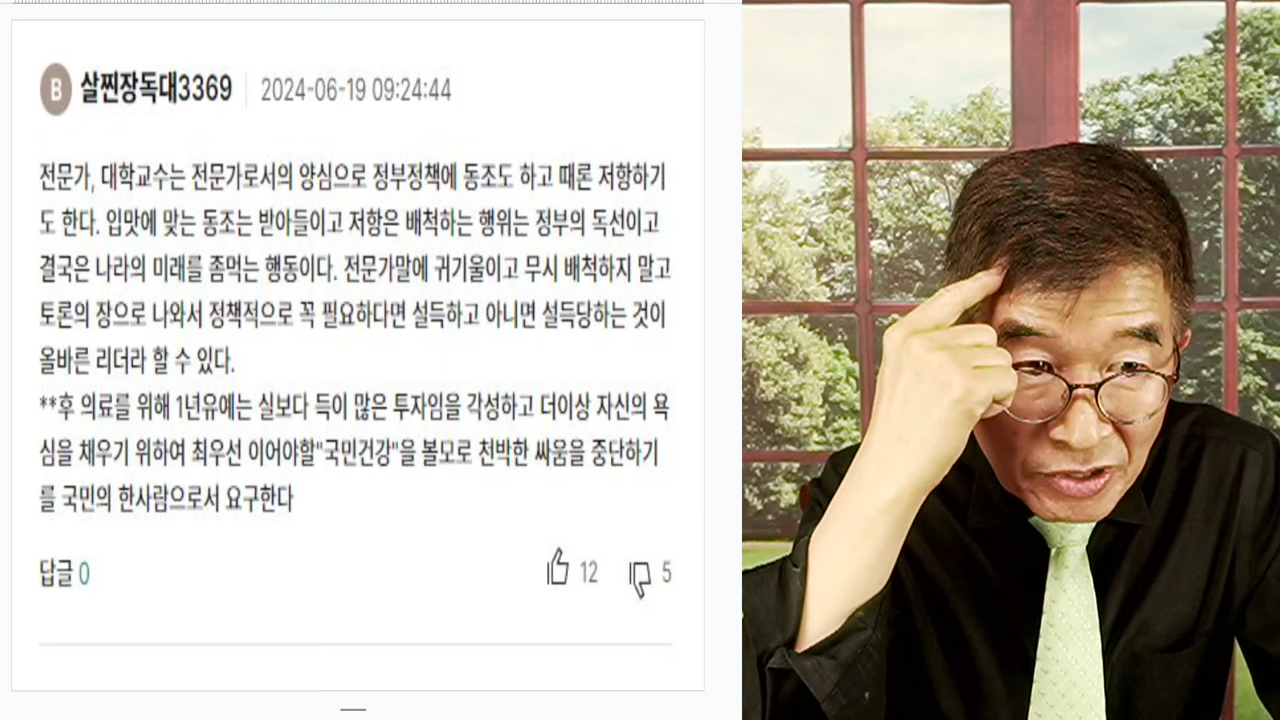 B 살찐장독대3369 2024-06-19 09:24:44
전문가, 대학교수는 전문가로서의 양심으로 정부정책에 동조도 하고 때론 저항하기
도 한다. 입맛에 맞는 동조는 받아들이고 저항은 배척하는 행위는 정부의 독선이고
결국은 나라의 미래를 좀먹는 행동이다. 전문가말에 귀기울이고 무시 배척하지 말고
토론의 장으로 나와서 정책적으로 꼭 필요하다면 설득하고 아니면 설득당하는 것이
올바른 리더라 할 수 있다.
**후 의료를 위해 1년유예는 실보다 득이 많은 투자임을 각성하고 더이상 자신의 욕
심을 채우기 위하여 최우선 이어야할"국민건강"을 볼모로 천박한 싸움을 중단하기
를 국민의 한사람으로서 요구한다
답글 0 12 5